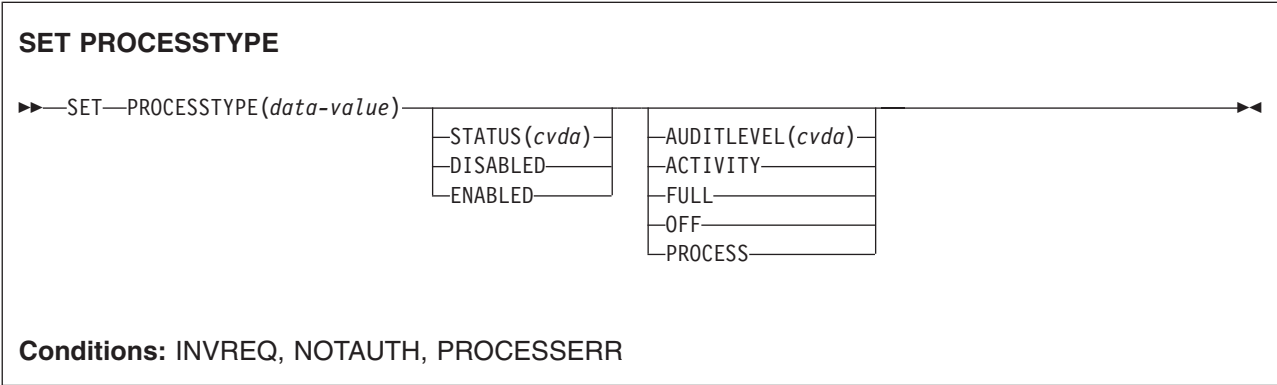 SET PROCESSTYPE
SET PROCESSTYPE(data-value)
STATUS(cvda) AUDITLEVEL(cvda)
DISABLED ACTIVITY
ENABLED FULL
OFF
PROCESS
Conditions: INVREQ, NOTAUTH, PROCESSERR